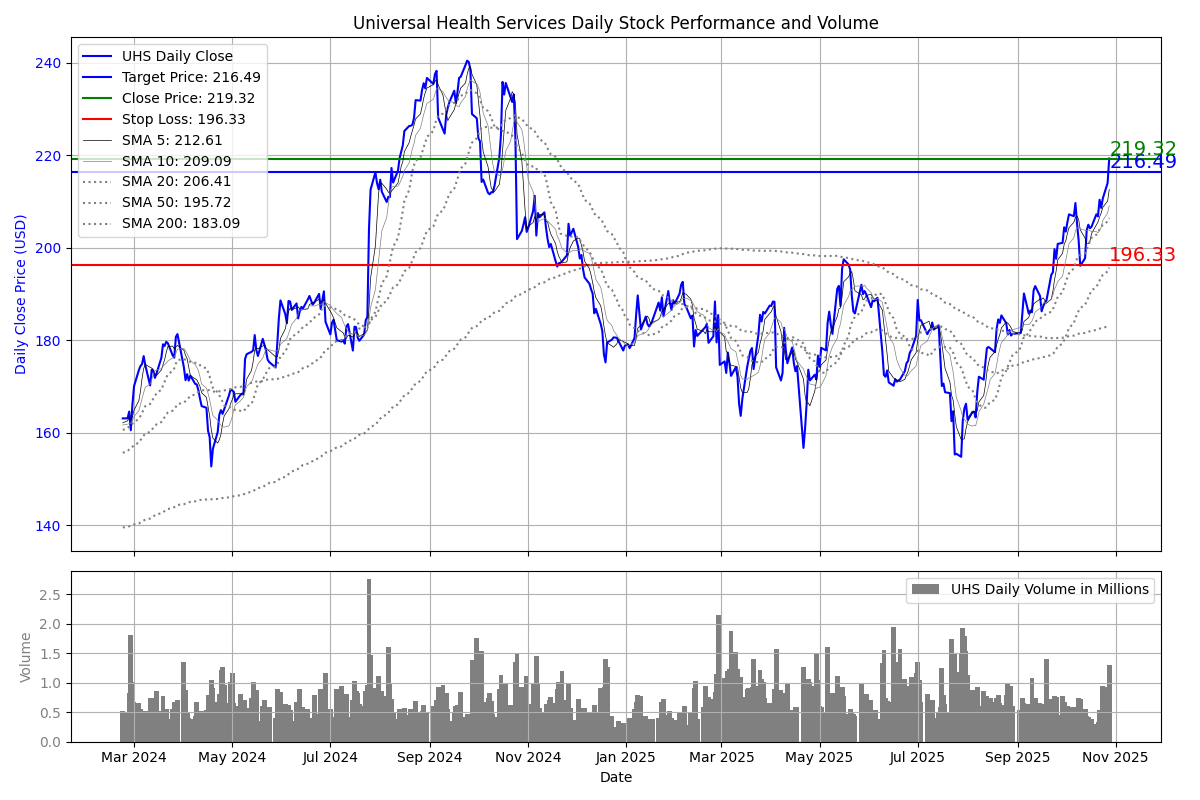 Universal Health Services Daily Stock Performance and Volume
Daily Close Price (USD)
240
220
200
180
160
140
UHS Daily Close
Target Price: 216.49
Close Price: 219.32
Stop Loss: 196.33
SMA 5: 212.61
SMA 10: 209.09
SMA 20: 206.41
SMA 50: 195.72
SMA 200: 183.09
219.32
216.49
196.33
Volume
2.5
2.0
1.5
1.0
0.5
0.0
UHS Daily Volume in Millions
Mar 2024 May 2024 Jul 2024 Sep 2024 Nov 2024 Jan 2025 Mar 2025 May 2025 Jul 2025 Sep 2025 Nov 2025
Date